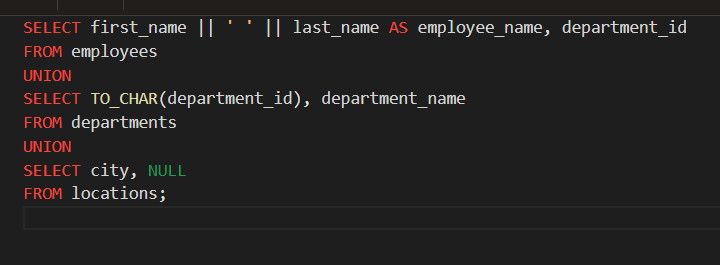 SELECT first_name || ' ' || last_name AS employee_name, department_id
FROM employees
UNION
SELECT TO_CHAR(department_id), department_name
FROM departments
UNION
SELECT city, NULL
FROM locations;